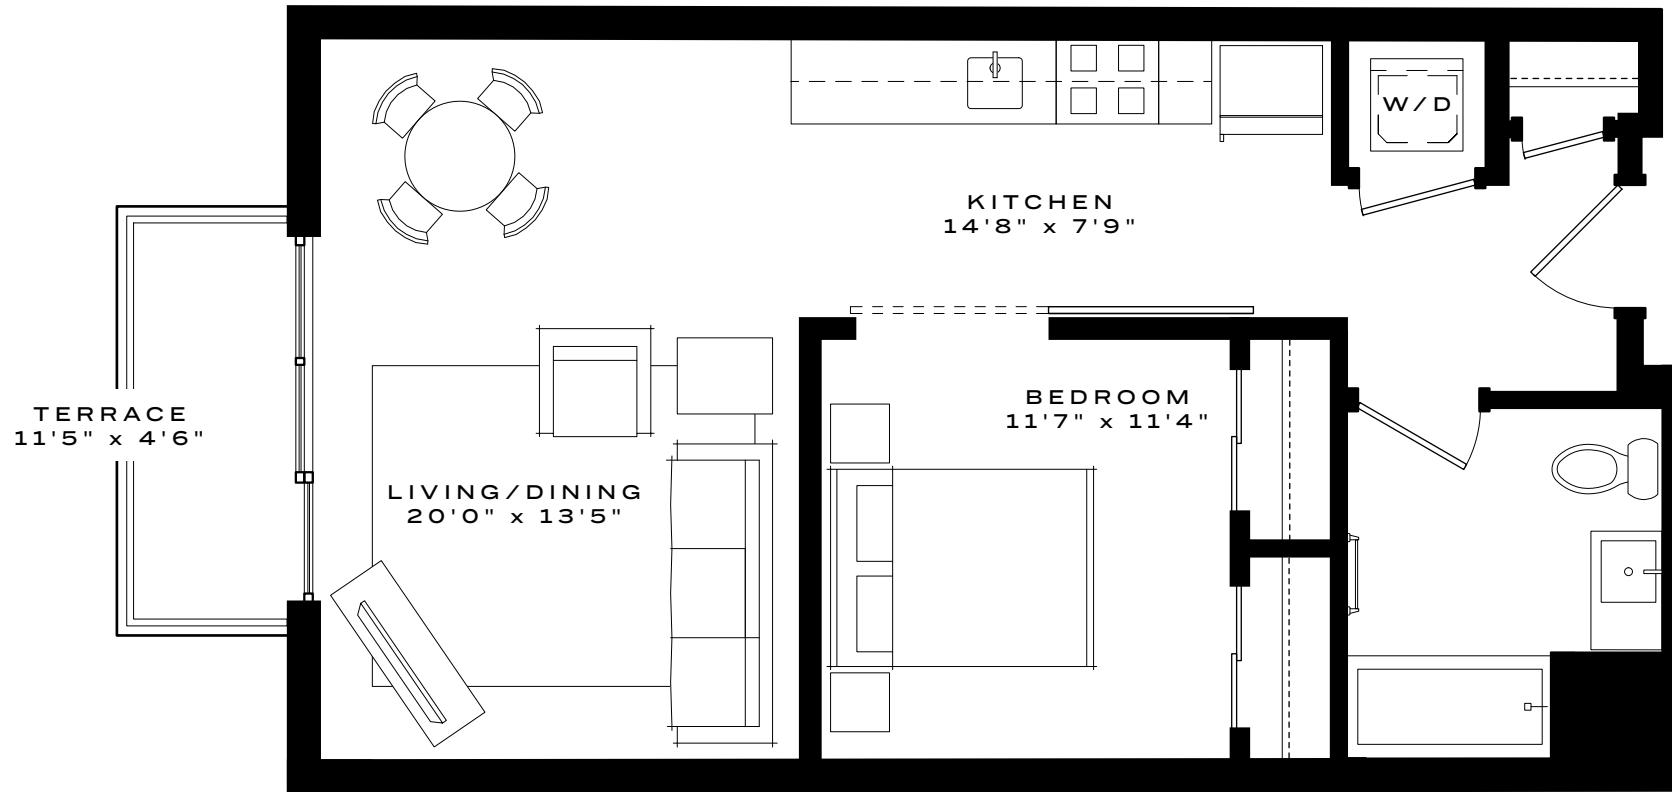 W/D
KITCHEN
14'8" x 7'9"
BEDROOM
11'7" x 11'4"
TERRACE
11'5" x 4'6"
LIVING/DINING
20'0" x 13'5"